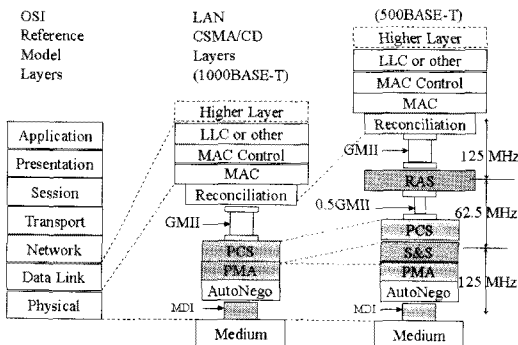 OSI
Reference
Model
Layers
LAN
CSMA/CD
Layers
(1000BASE-T)
(500BASE-T)
Application
Presentation
Session
Transport
Network
Data Link
Physical
Higher Layer
LLC or other
MAC Control
MAC
Reconciliation
GMII
PCS
PMA
AutoNego
MDI
Medium
Higher Layer
LLC or other
MAC Control
MAC
Reconciliation
GMII
125 MHz
RAS
0.5GMII
62.5 MHz
PCS
S&S
PMA
125 MHz
AutoNego
MDI
Medium